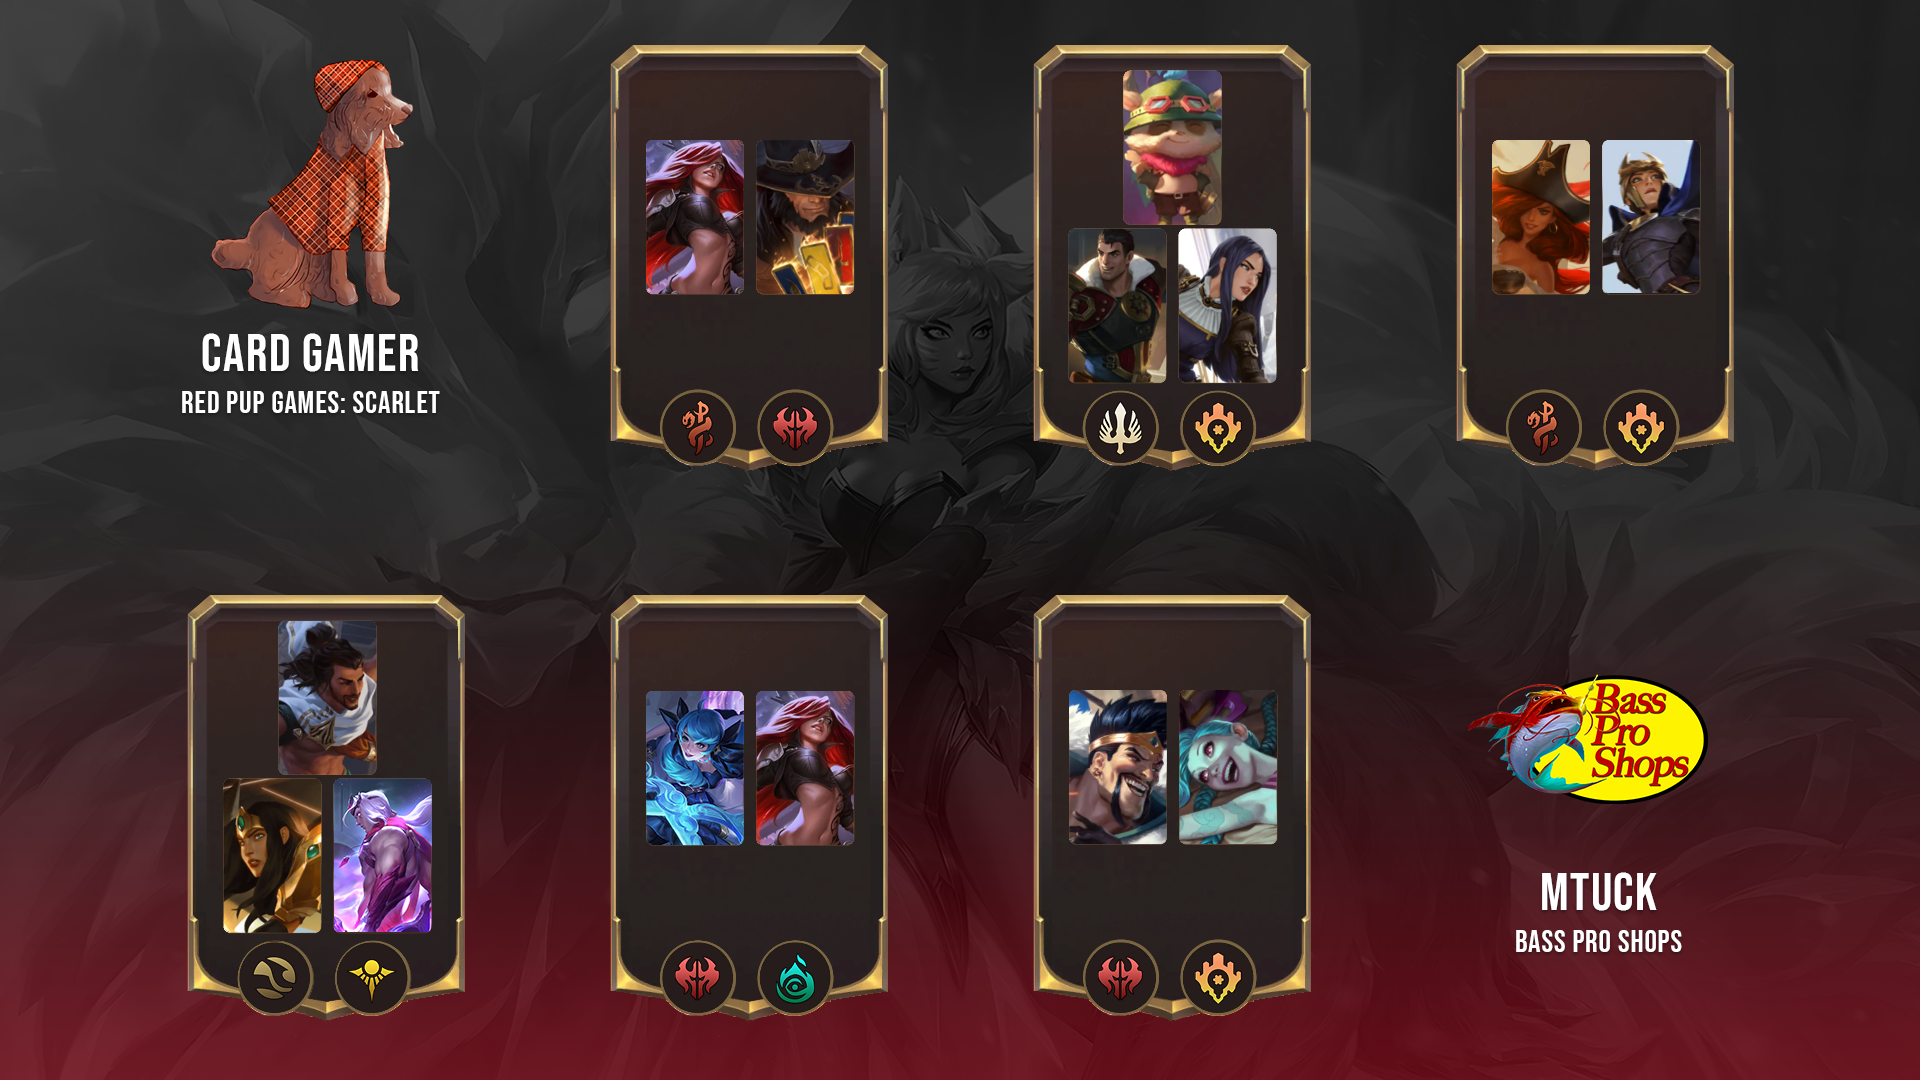 CARD GAMER
RED PUP GAMES: SCARLET
Bass
Pro
Shops
MTUCK
BASS PRO SHOPS